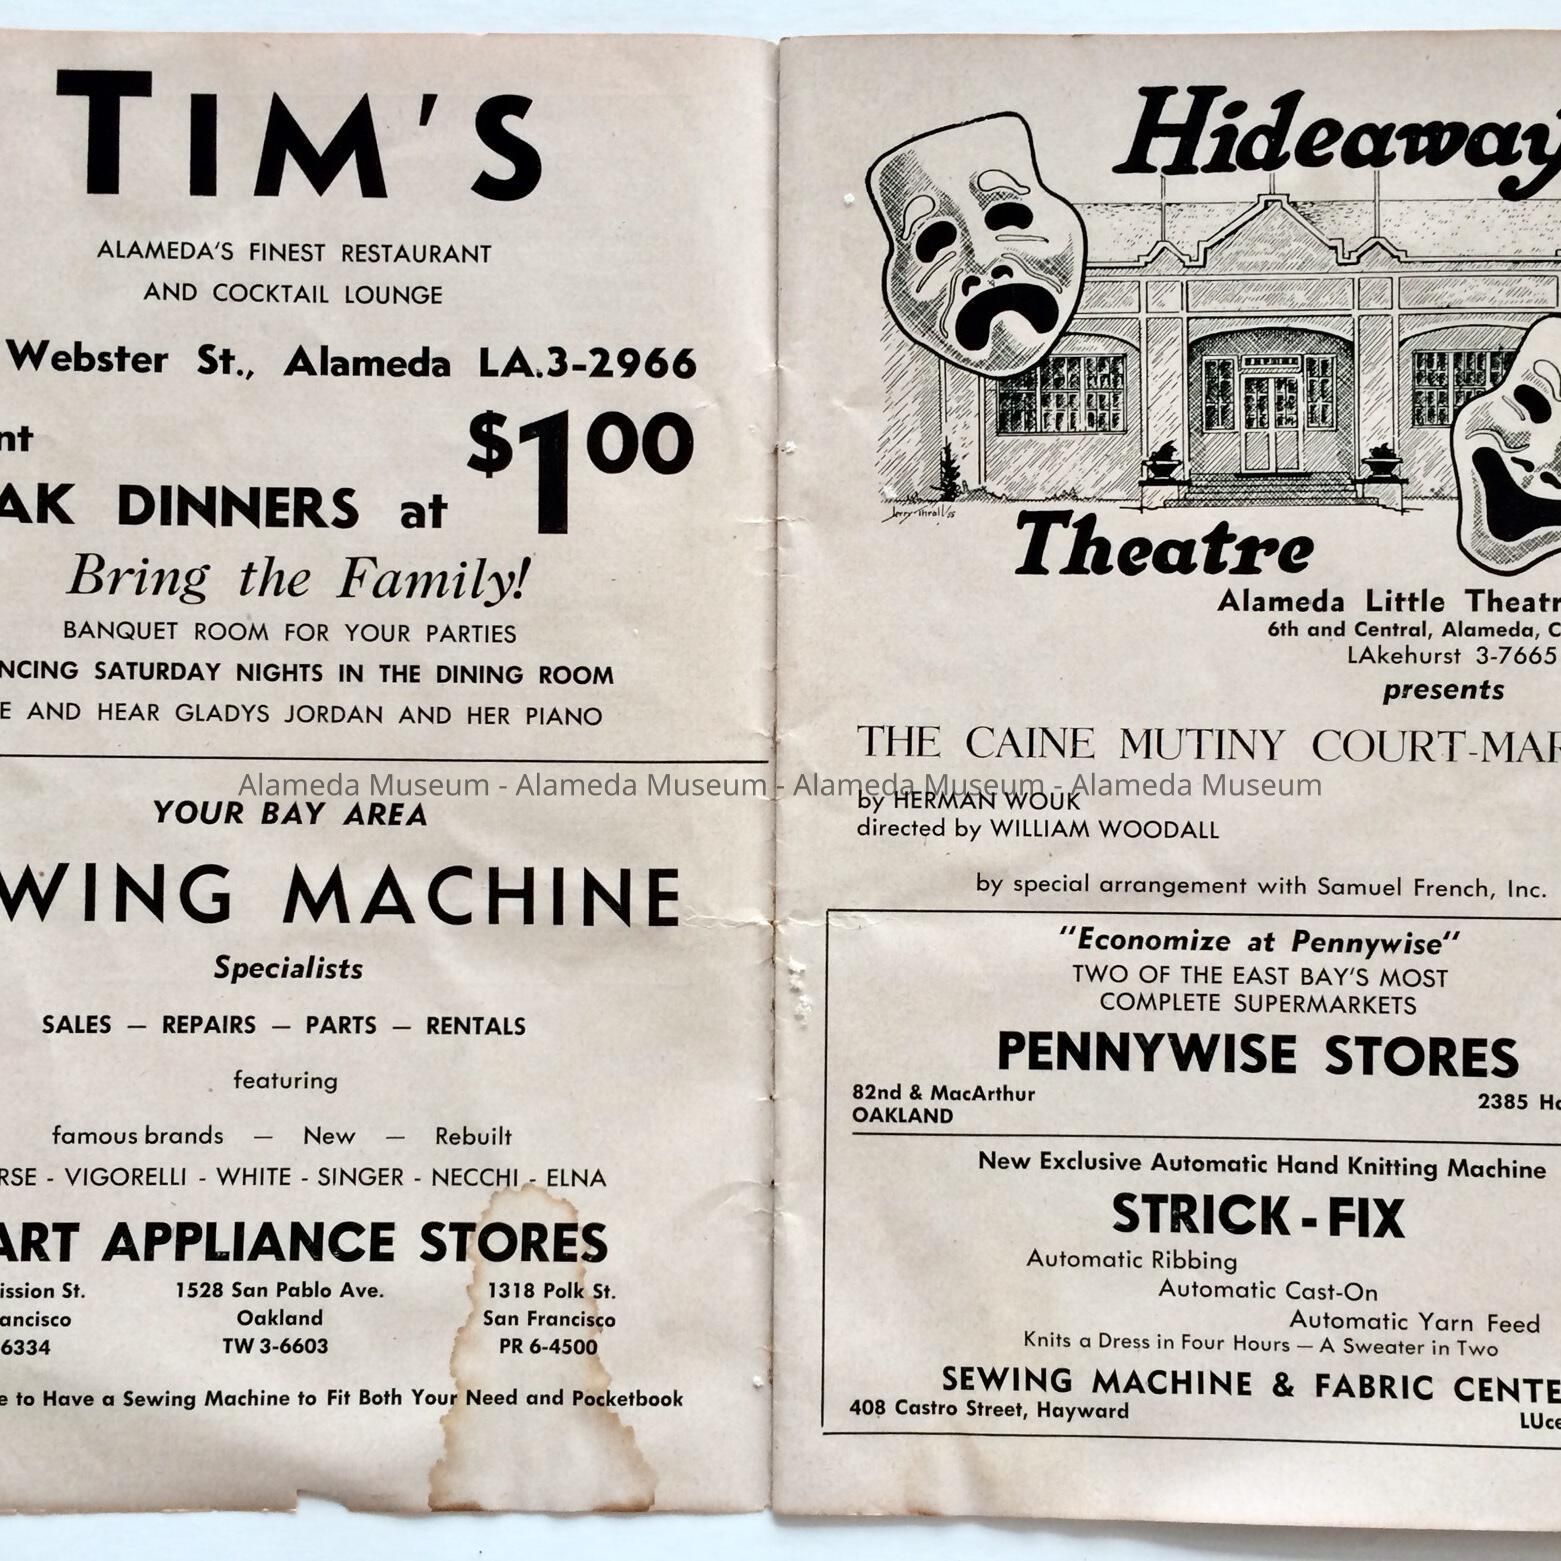 TIM'S
ALAMEDA'S FINEST RESTAURANT
AND COCKTAIL LOUNGE
Webster St., Alameda LA.3-2966
nt
$1.00
AK DINNERS at
Bring the Family!
BANQUET ROOM FOR YOUR PARTIES
NCING SATURDAY NIGHTS IN THE DINING ROOM
E AND HEAR GLADYS JORDAN AND HER PIANO
YOUR BAY AREA
WING MACHINE
Specialists
SALES — REPAIRS — PARTS — RENTALS
featuring
famous brands — New — Rebuilt
RSE - VIGORELLI - WHITE - SINGER - NECCHI - ELNA
ART APPLIANCE STORES
ission St. 1528 San Pablo Ave. 1318 Polk St.
ancisco Oakland San Francisco
6334 TW 3-6603 PR 6-4500
e to Have a Sewing Machine to Fit Both Your Need and Pocketbook
Hideaway
Jerry Thrall '55
Theatre
Alameda Little Theatr
6th and Central, Alameda, C
LAkehurst 3-7665
presents
THE CAINE MUTINY COURT-MAR
by HERMAN WOUK
directed by WILLIAM WOODALL
by special arrangement with Samuel French, Inc.
"Economize at Pennywise"
TWO OF THE EAST BAY'S MOST
COMPLETE SUPERMARKETS
PENNYWISE STORES
82nd & MacArthur
OAKLAND
2385 Ha
New Exclusive Automatic Hand Knitting Machine
STRICK-FIX
Automatic Ribbing
Automatic Cast-On
Automatic Yarn Feed
Knits a Dress in Four Hours — A Sweater in Two
SEWING MACHINE & FABRIC CENTE
408 Castro Street, Hayward
LUce
Alameda Museum - Alameda Museum - Alameda Museum - Alameda Museum